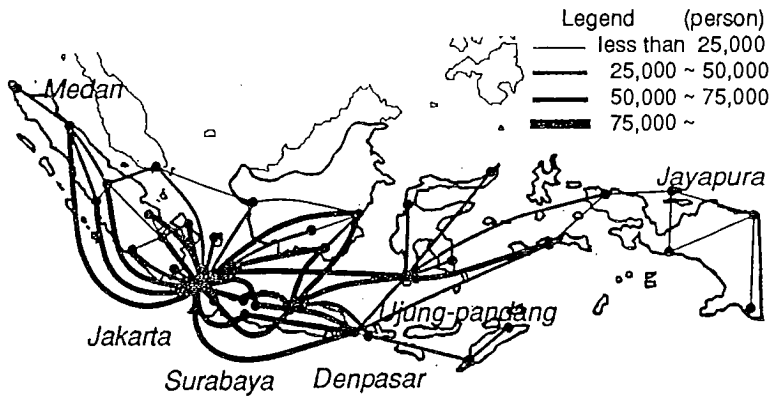 Legend (person)
less than 25,000
25,000 ~ 50,000
50,000 ~ 75,000
75,000 ~
Medan
Jayapura
Ujung-pandang
Jakarta
Surabaya
Denpasar